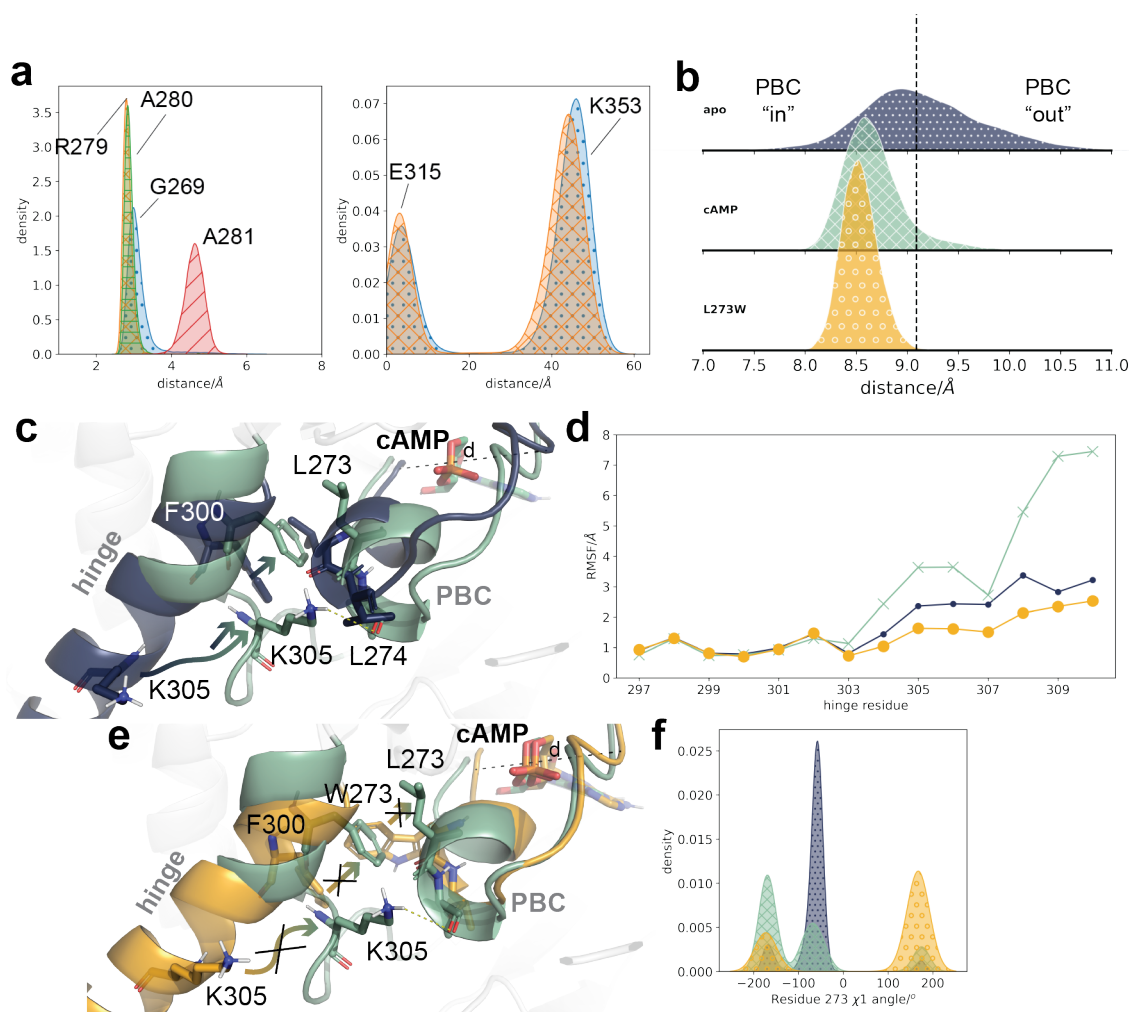 a
A280
R279
G269
A281
3.5
3.0
2.5
2.0
1.5
1.0
0.5
0.0
density
2
4
6
8
distance/Å
K353
E315
0.07
0.06
0.05
0.04
0.03
0.02
0.01
0.00
density
0
20
40
60
distance/Å
b
PBC
“in”
PBC
“out”
apo
cAMP
L273W
7.0
7.5
8.0
8.5
9.0
9.5
10.0
10.5
11.0
distance/Å
c
cAMP
d
L273
F300
hinge
PBC
K305
L274
K305
d
8
7
6
5
4
3
2
1
0
RMSF/Å
297
299
301
303
305
307
309
hinge residue
e
cAMP
d
L273
W273
F300
hinge
PBC
K305
K305
f
0.025
0.020
0.015
0.010
0.005
0.000
density
−200
−100
0
100
200
Residue 273 χ1 angle/°